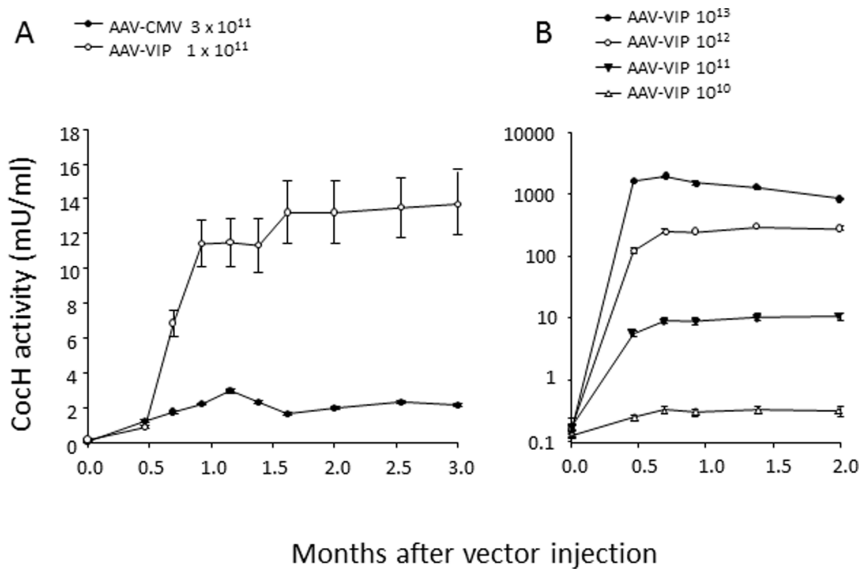 A
AAV-CMV 3 x 10¹¹
AAV-VIP 1 x 10¹¹
B
AAV-VIP 10¹³
AAV-VIP 10¹²
AAV-VIP 10¹¹
AAV-VIP 10¹⁰
CocH activity (mU/ml)
18
16
14
12
10
8
6
4
2
0
0.0 0.5 1.0 1.5 2.0 2.5 3.0
10000
1000
100
10
1
0.1
0.0 0.5 1.0 1.5 2.0
Months after vector injection